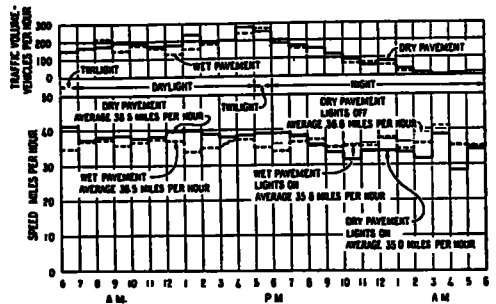 TRAFFIC VOLUME-
VEHICLES PER HOUR
300
200
100
0
TWILIGHT
WET PAVEMENT
DRY PAVEMENT
DAYLIGHT
TWILIGHT
NIGHT
SPEED MILES PER HOUR
50
40
30
20
10
0
DRY PAVEMENT
AVERAGE 38 5 MILES PER HOUR
DRY PAVEMENT
LIGHTS OFF
AVERAGE 36 6 MILES PER HOUR
WET PAVEMENT
AVERAGE 36 5 MILES PER HOUR
WET PAVEMENT
LIGHTS ON
AVERAGE 35 8 MILES PER HOUR
DRY PAVEMENT
LIGHTS ON
AVERAGE 35 0 MILES PER HOUR
6 7 8 9 10 11 12 1 2 3 4 5 6 7 8 9 10 11 12 1 2 3 4 5 6
A M. P M A M